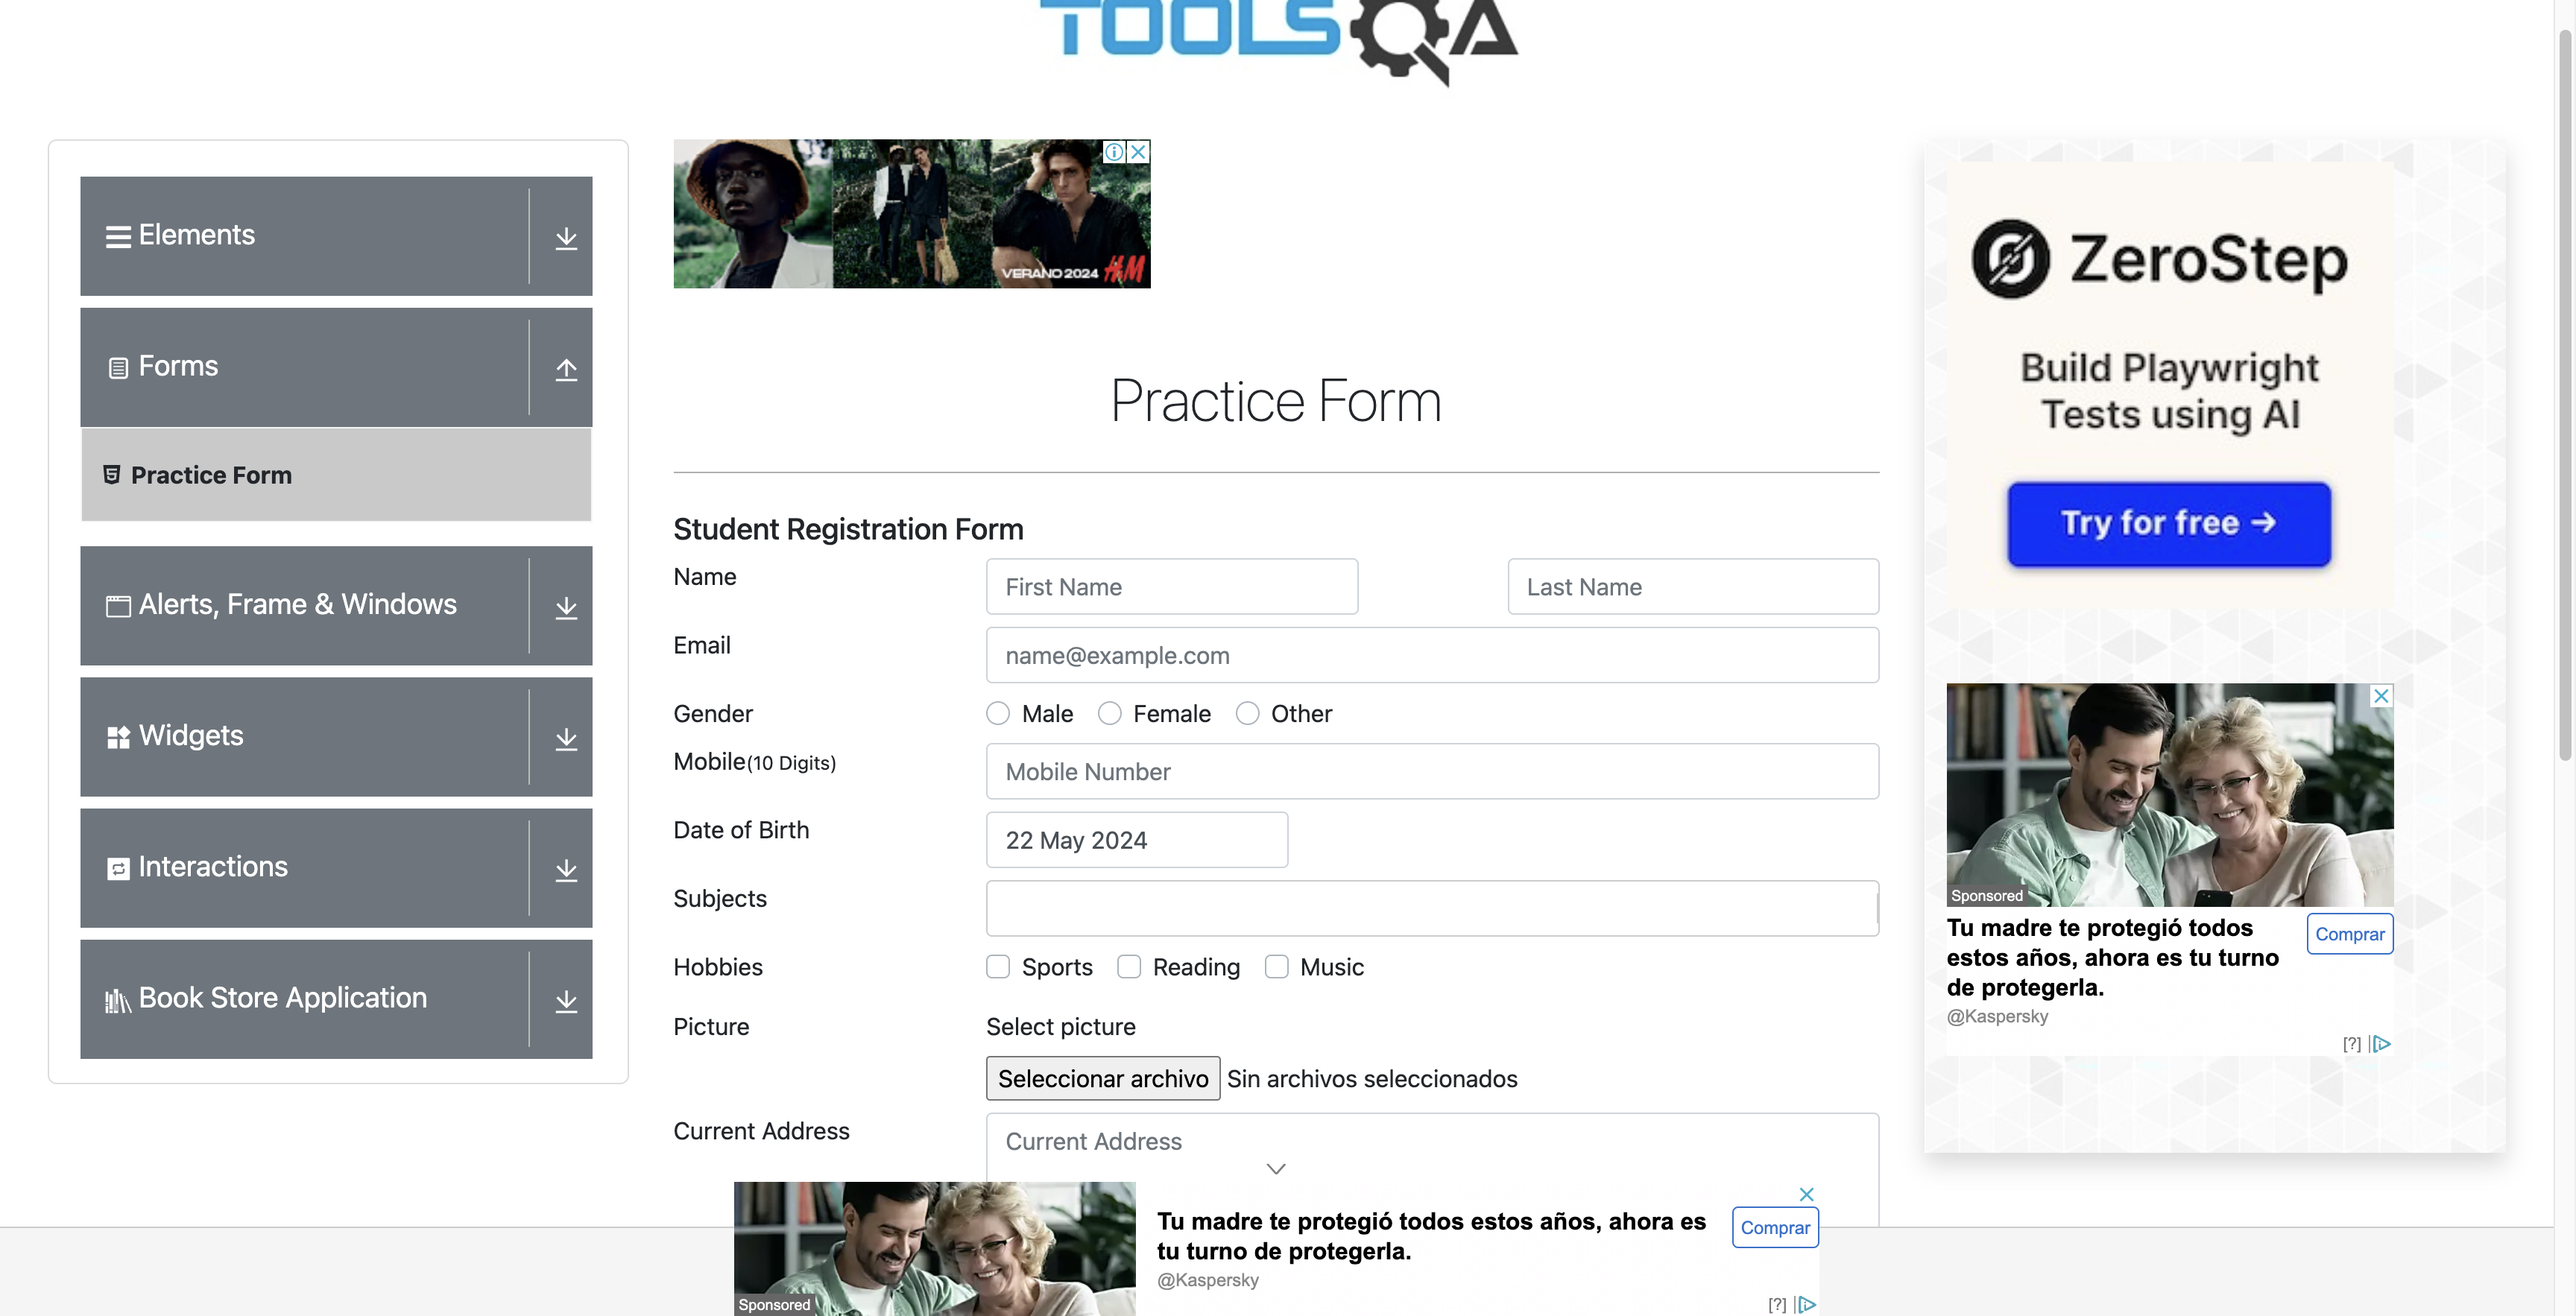 TOOLSQA
Elements
Forms
Practice Form
Alerts, Frame & Windows
Widgets
Interactions
Book Store Application
VERANO 2024 H&M
Practice Form
Student Registration Form
Name
First Name
Last Name
Email
name@example.com
Gender
Male
Female
Other
Mobile(10 Digits)
Mobile Number
Date of Birth
22 May 2024
Subjects
Hobbies
Sports
Reading
Music
Picture
Select picture
Seleccionar archivo
Sin archivos seleccionados
Current Address
Current Address
ZeroStep
Build Playwright
Tests using AI
Try for free →
Sponsored
Tu madre te protegió todos
estos años, ahora es tu turno
de protegerla.
Comprar
@Kaspersky
[?]
Sponsored
Tu madre te protegió todos estos años, ahora es
tu turno de protegerla.
@Kaspersky
Comprar
[?]